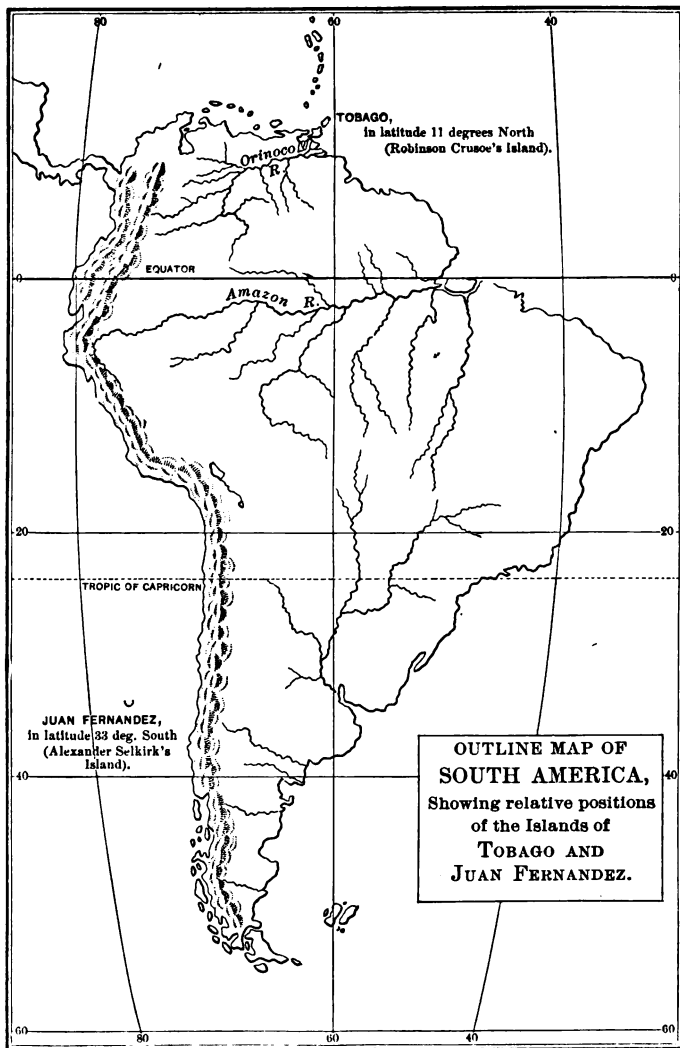 80
60
40
TOBAGO,
in latitude 11 degrees North
(Robinson Crusoe's Island).
Orinoco
R.
EQUATOR
0
0
Amazon R.
20
20
TROPIC OF CAPRICORN
JUAN FERNANDEZ,
in latitude 33 deg. South
(Alexander Selkirk's
Island).
OUTLINE MAP OF
SOUTH AMERICA,
Showing relative positions
of the Islands of
TOBAGO AND
JUAN FERNANDEZ.
40
40
60
60
80
60
40